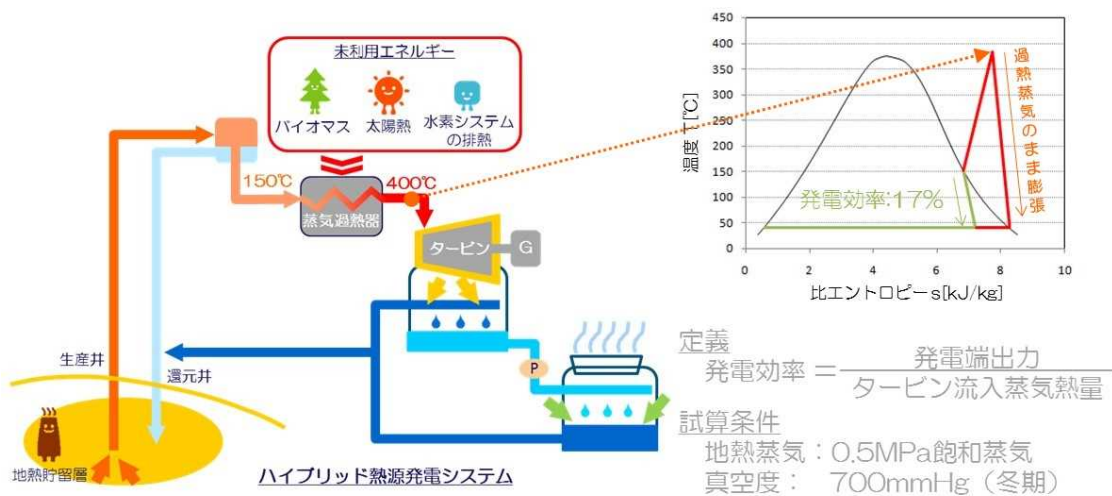 未利用エネルギー
バイオマス
太陽熱
水素システム
の排熱
150℃
400℃
蒸気過熱器
タービン
G
P
生産井
還元井
地熱貯留層
ハイブリッド熱源発電システム
450
400
350
300
250
200
150
100
50
0
0
2
4
6
8
10
温度 T[℃]
比エントロピーs[kJ/kg]
過熱蒸気のまま膨張
発電効率:17%
定義
発電効率＝発電端出力
タービン流入蒸気熱量
試算条件
地熱蒸気：0.5MPa飽和蒸気
真空度： 700mmHg（冬期）